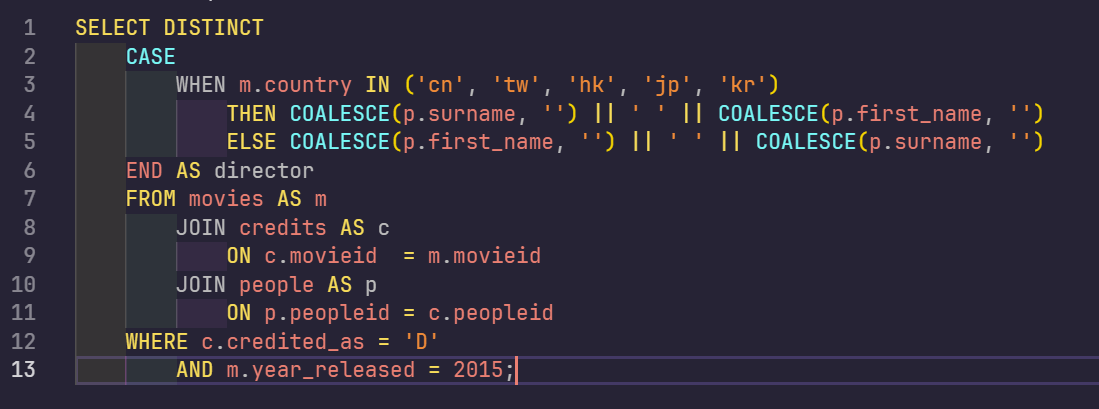 1 SELECT DISTINCT
2     CASE
3         WHEN m.country IN ('cn', 'tw', 'hk', 'jp', 'kr')
4             THEN COALESCE(p.surname, '') || ' ' || COALESCE(p.first_name, '')
5             ELSE COALESCE(p.first_name, '') || ' ' || COALESCE(p.surname, '')
6     END AS director
7     FROM movies AS m
8         JOIN credits AS c
9             ON c.movieid  = m.movieid
10         JOIN people AS p
11             ON p.peopleid = c.peopleid
12     WHERE c.credited_as = 'D'
13         AND m.year_released = 2015;